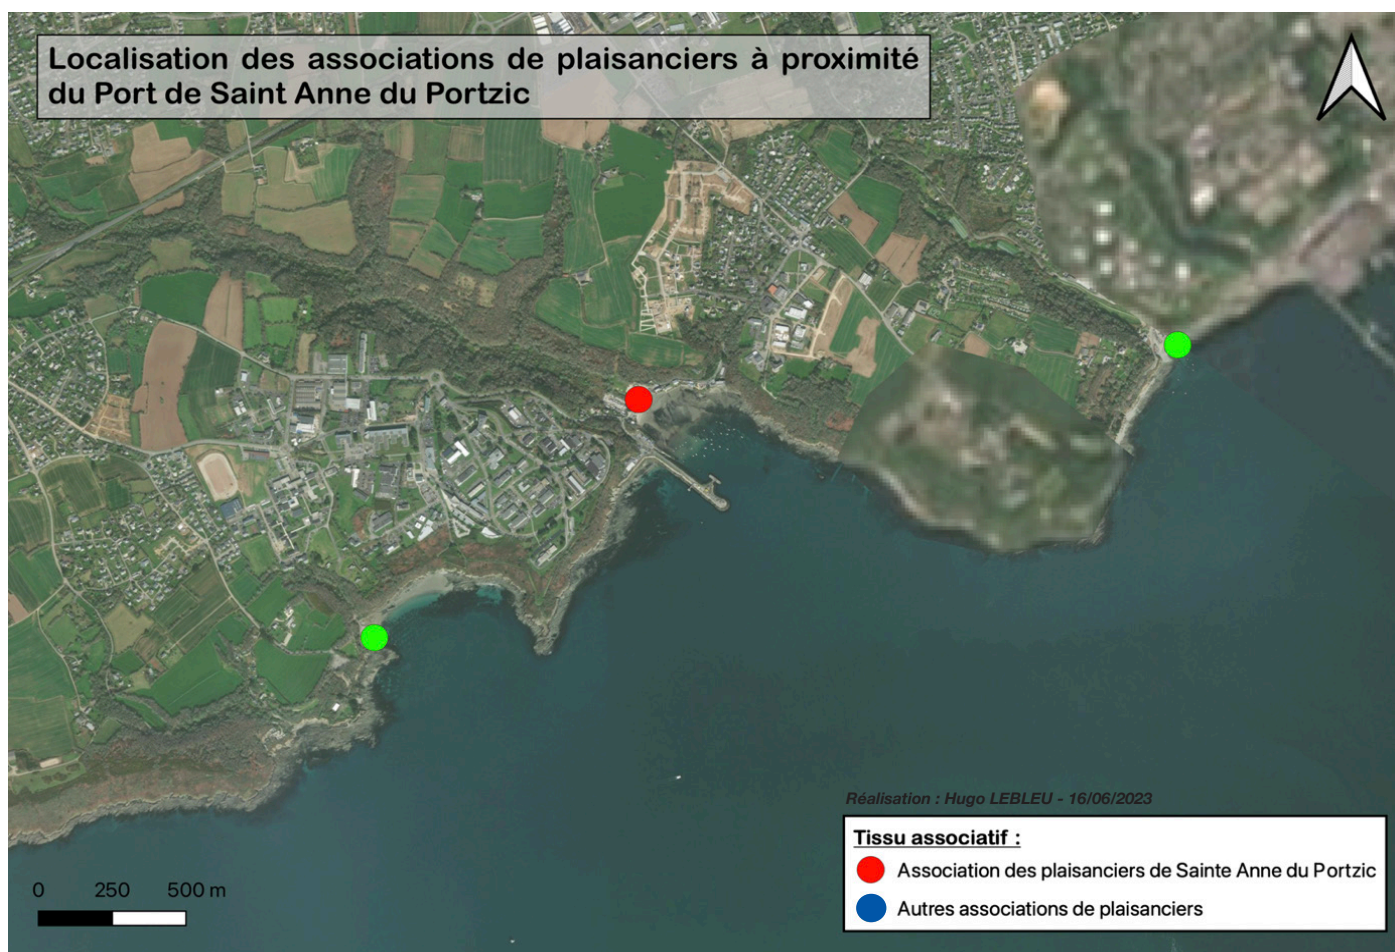 Localisation des associations de plaisanciers à proximité
du Port de Saint Anne du Portzic
Réalisation : Hugo LEBLEU - 16/06/2023
Tissu associatif :
Association des plaisanciers de Sainte Anne du Portzic
Autres associations de plaisanciers
0 250 500 m